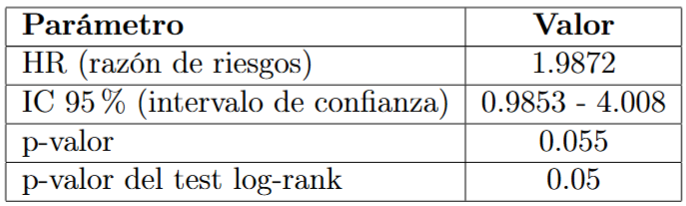 Parámetro Valor
HR (razón de riesgos) 1.9872
IC 95 % (intervalo de confianza) 0.9853 - 4.008
p-valor 0.055
p-valor del test log-rank 0.05